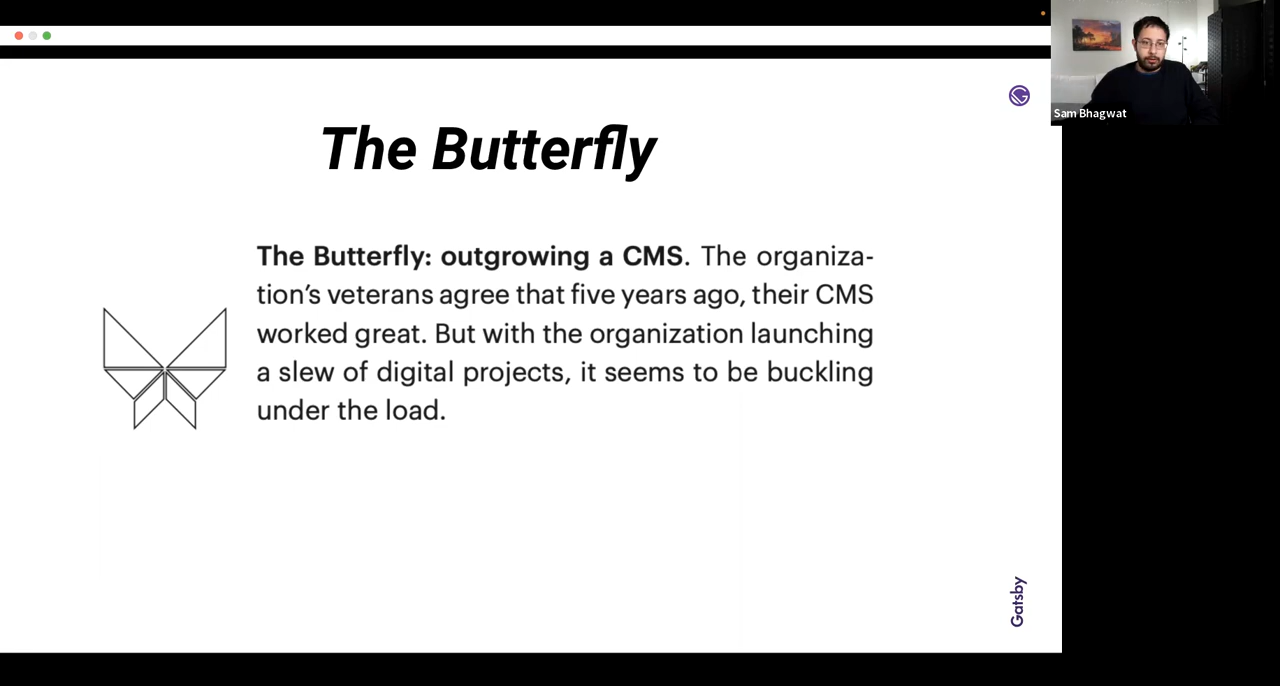 The Butterfly
The Butterfly: outgrowing a CMS. The organiza-
tion’s veterans agree that five years ago, their CMS
worked great. But with the organization launching
a slew of digital projects, it seems to be buckling
under the load.
Sam Bhagwat
Gatsby